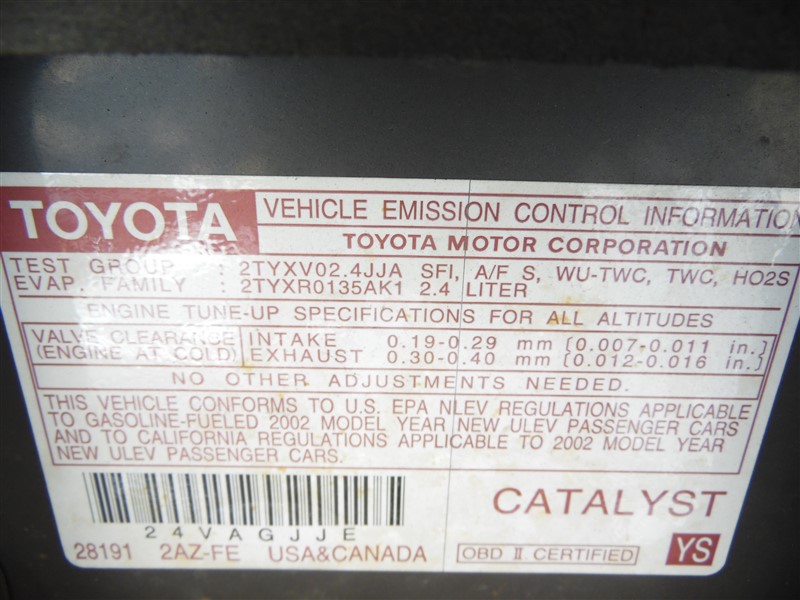 TOYOTA
VEHICLE EMISSION CONTROL INFORMATION
TOYOTA MOTOR CORPORATION
TEST GROUP : 2TYXV02.4JJA SFI, A/F S, WU-TWC, TWC, HO2S
EVAP. FAMILY : 2TYXR0135AK1 2.4 LITER
ENGINE TUNE-UP SPECIFICATIONS FOR ALL ALTITUDES
VALVE CLEARANCE INTAKE 0.19-0.29 mm [0.007-0.011 in.]
(ENGINE AT COLD) EXHAUST 0.30-0.40 mm [0.012-0.016 in.]
NO OTHER ADJUSTMENTS NEEDED.
THIS VEHICLE CONFORMS TO U.S. EPA NLEV REGULATIONS APPLICABLE
TO GASOLINE-FUELED 2002 MODEL YEAR NEW ULEV PASSENGER CARS
AND TO CALIFORNIA REGULATIONS APPLICABLE TO 2002 MODEL YEAR
NEW ULEV PASSENGER CARS.
24VAGJJE
CATALYST
28191 2AZ-FE USA&CANADA
OBD II CERTIFIED
YS